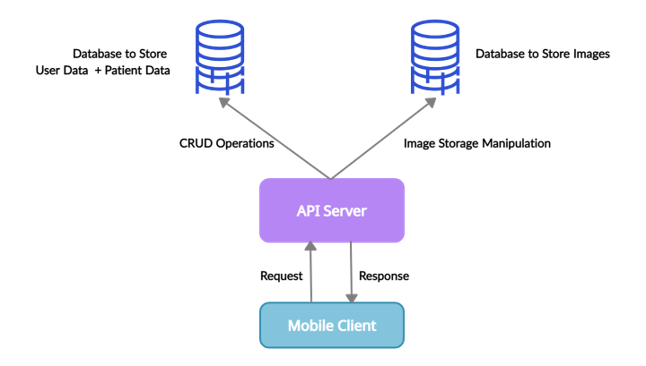 Database to Store
User Data + Patient Data
Database to Store Images
CRUD Operations
Image Storage Manipulation
API Server
Request
Response
Mobile Client